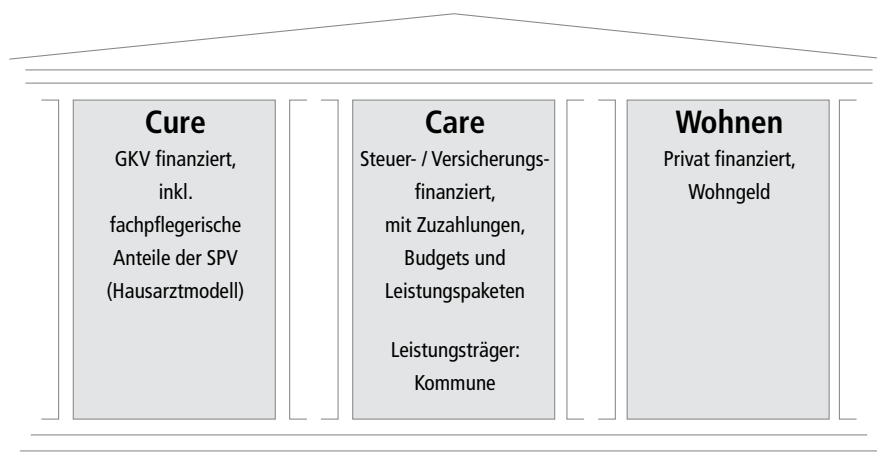 Cure
GKV finanziert,
inkl.
fachpflegerische
Anteile der SPV
(Hausarztmodell)
Care
Steuer- / Versicherungs-
finanziert,
mit Zuzahlungen,
Budgets und
Leistungspaketen
Leistungsträger:
Kommune
Wohnen
Privat finanziert,
Wohngeld